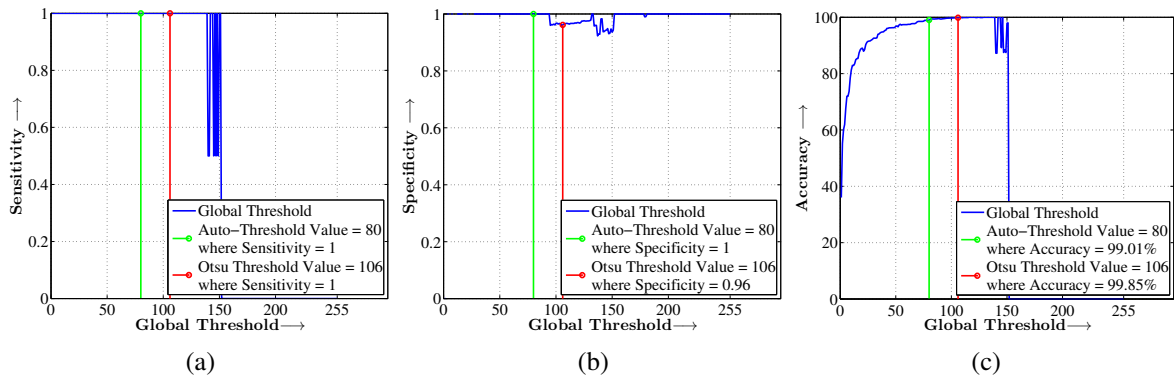 1
0.8
0.6
0.4
0.2
0
Sensitivity →
0 50 100 150 200 255
Global Threshold→
Global Threshold
Auto−Threshold Value = 80
where Sensitivity = 1
Otsu Threshold Value = 106
where Sensitivity = 1
(a)
1
0.8
0.6
0.4
0.2
0
Specificity →
0 50 100 150 200 255
Global Threshold→
Global Threshold
Auto−Threshold Value = 80
where Specificity = 1
Otsu Threshold Value = 106
where Specificity = 0.96
(b)
100
80
60
40
20
0
Accuracy →
0 50 100 150 200 255
Global Threshold→
Global Threshold
Auto−Threshold Value = 80
where Accuracy = 99.01%
Otsu Threshold Value = 106
where Accuracy = 99.85%
(c)